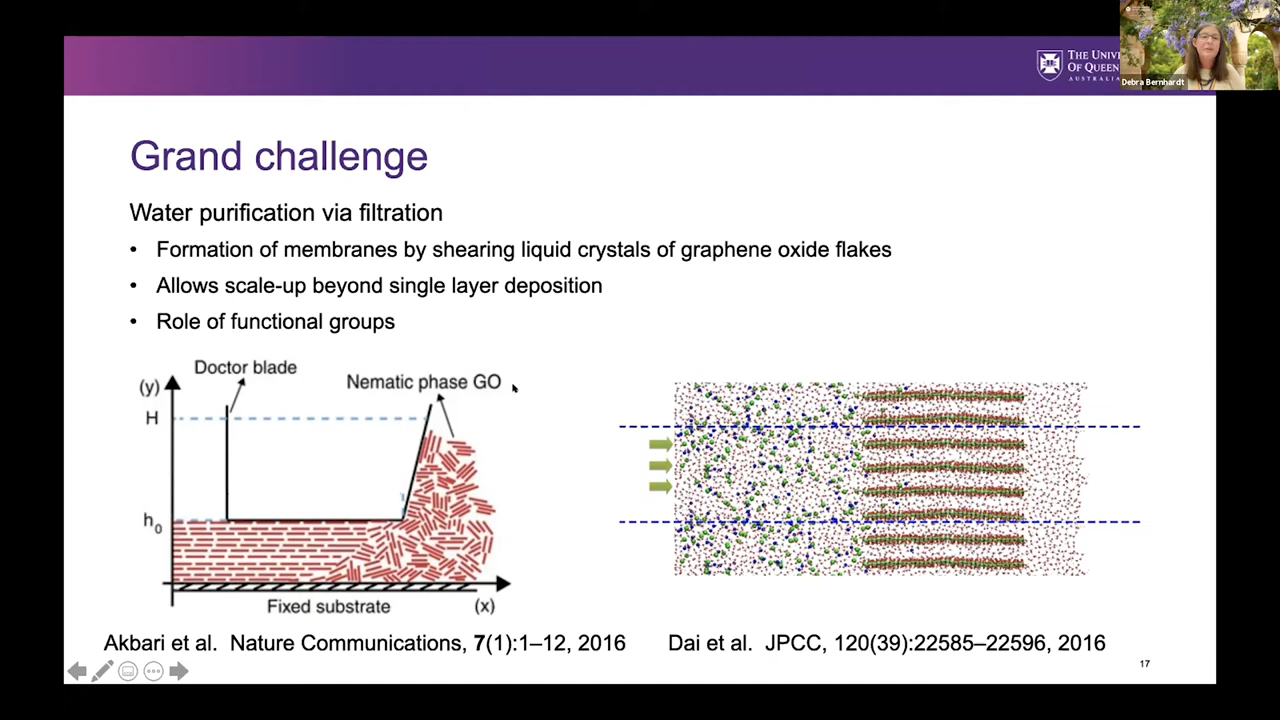 THE UNIV
OF QUEEN
AUSTRALIA
Debra Bernhardt
Grand challenge
Water purification via filtration
• Formation of membranes by shearing liquid crystals of graphene oxide flakes
• Allows scale-up beyond single layer deposition
• Role of functional groups
Doctor blade
Nematic phase GO
(y)
H
h0
Fixed substrate
(x)
Akbari et al. Nature Communications, 7(1):1–12, 2016
Dai et al. JPCC, 120(39):22585–22596, 2016
17